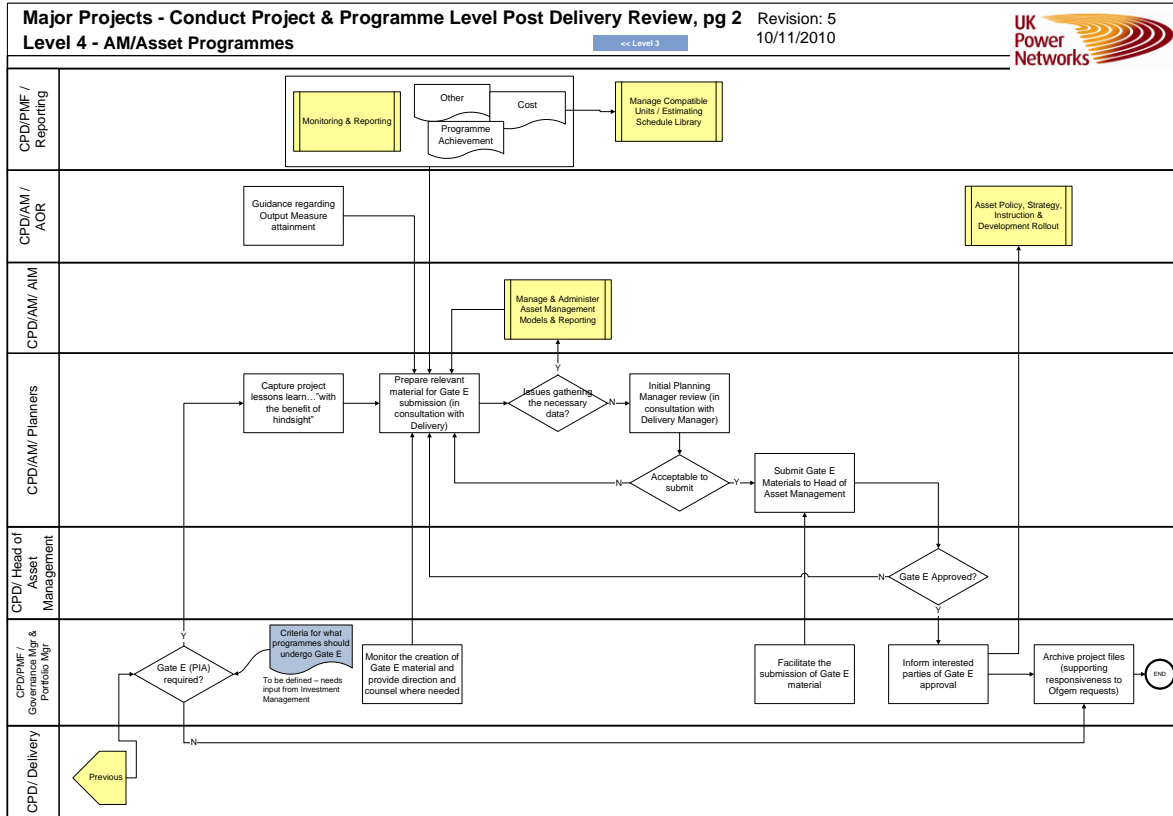 Major Projects - Conduct Project & Programme Level Post Delivery Review, pg 2
Revision: 5
Level 4 - AM/Asset Programmes
<< Level 3
10/11/2010
UK
Power
Networks
CPD/PMF /
Reporting
Monitoring & Reporting
Other
Cost
Programme
Achievement
Manage Compatible
Units / Estimating
Schedule Library
CPD/AM /
AOR
Guidance regarding
Output Measure
attainment
Asset Policy, Strategy,
Instruction &
Development Rollout
CPD/AM/ AIM
Manage & Administer
Asset Management
Models & Reporting
CPD/AM/ Planners
Capture project
lessons learn…"with
the benefit of
hindsight"
Prepare relevant
material for Gate E
submission (in
consultation with
Delivery)
Y
Issues gathering
the necessary
data?
N
Initial Planning
Manager review (in
consultation with
Delivery Manager)
N
Acceptable to
submit
Y
Submit Gate E
Materials to Head of
Asset Management
CPD/ Head of
Asset
Management
N
Gate E Approved?
Y
CPD/PMF /
Governance Mgr &
Portfolio Mgr
Y
Gate E (PIA)
required?
Criteria for what
programmes should
undergo Gate E
To be defined – needs
input from Investment
Management
Monitor the creation of
Gate E material and
provide direction and
counsel where needed
Facilitate the
submission of Gate E
material
Inform interested
parties of Gate E
approval
Archive project files
(supporting
responsiveness to
Ofgem requests)
END
N
CPD/ Delivery
Previous